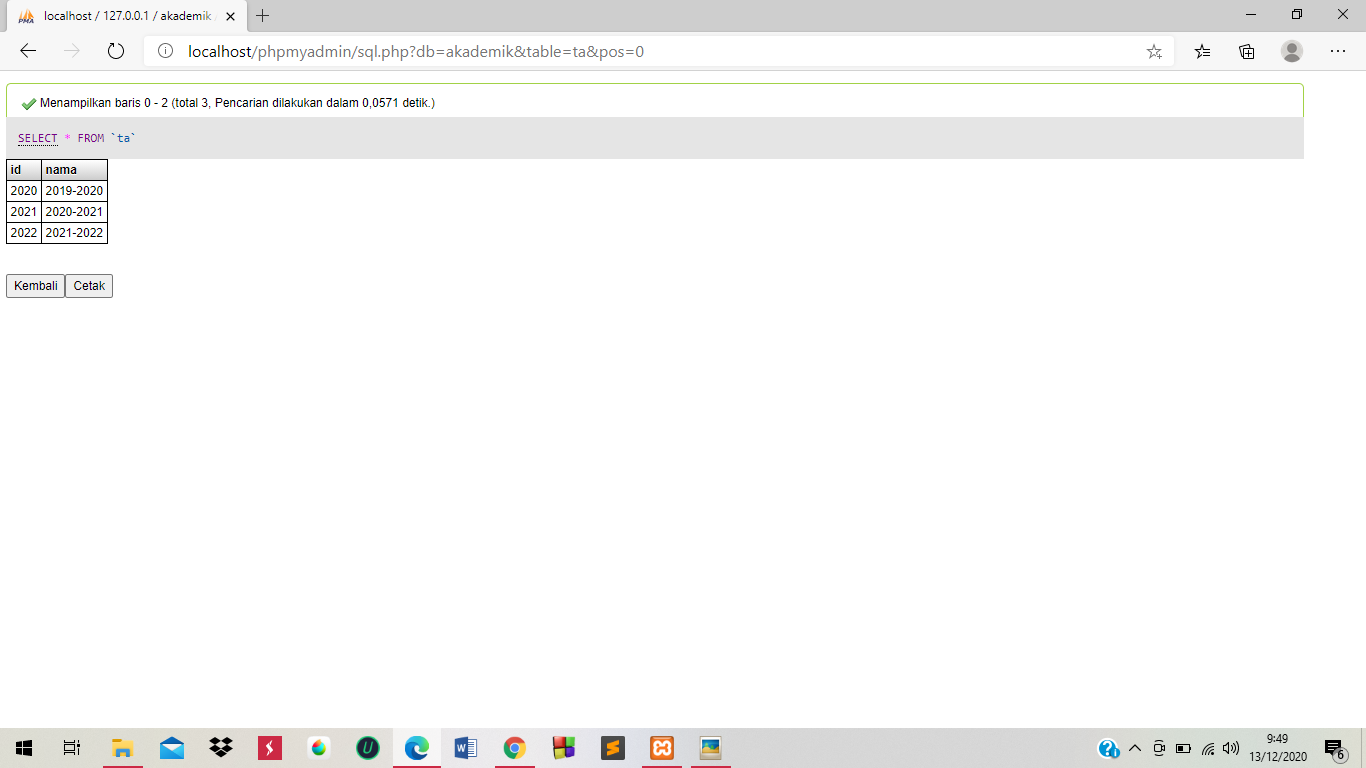 localhost / 127.0.0.1 / akademik
localhost/phpmyadmin/sql.php?db=akademik&table=ta&pos=0
Menampilkan baris 0 - 2 (total 3, Pencarian dilakukan dalam 0,0571 detik.)
SELECT * FROM `ta`
id nama
2020 2019-2020
2021 2020-2021
2022 2021-2022
Kembali Cetak
9:49
13/12/2020
6